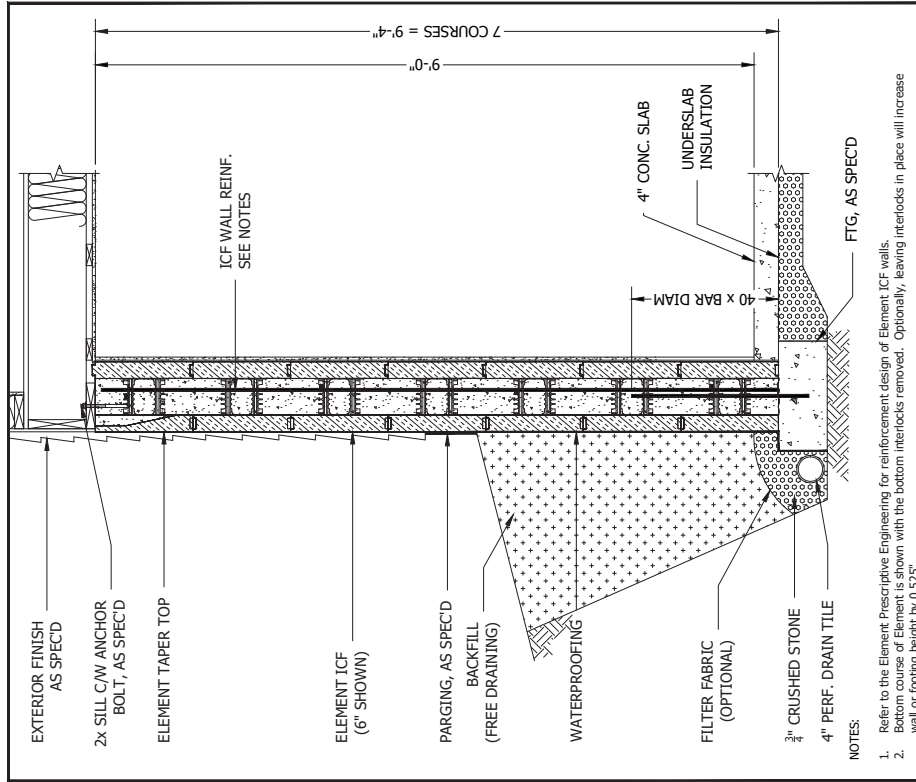 EXTERIOR FINISH
AS SPEC'D
2x SILL C/W ANCHOR
BOLT, AS SPEC'D
ELEMENT TAPER TOP
ELEMENT ICF
(6" SHOWN)
PARGING, AS SPEC'D
BACKFILL
(FREE DRAINING)
WATERPROOFING
FILTER FABRIC
(OPTIONAL)
3/4" CRUSHED STONE
4" PERF. DRAIN TILE
ICF WALL REINF.
SEE NOTES
7 COURSES = 9'-4"
9'-0"
4" CONC. SLAB
UNDERSLAB
INSULATION
40 x BAR DIAM
FTG, AS SPEC'D
NOTES:
1. Refer to the Element Prescriptive Engineering for reinforcement design of Element ICF walls.
2. Bottom course of Element is shown with the bottom interlocks removed. Optionally, leaving interlocks in place will increase
wall or footing height by 0.525"